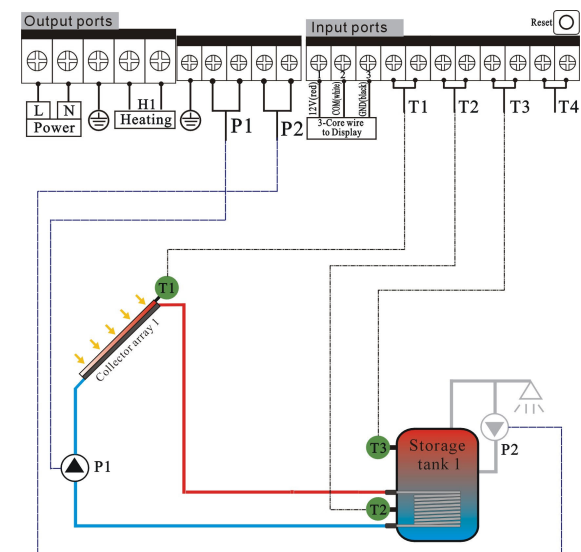 Output ports
Input ports
Reset
1 2 3
L N
Power
H1
Heating
P1
P2
12V(red)
COM(white)
GND(black)
3-Core wire
to Display
T1
T2
T3
T4
T1
Collector array 1
T3
Storage
tank 1
P2
P1
T2